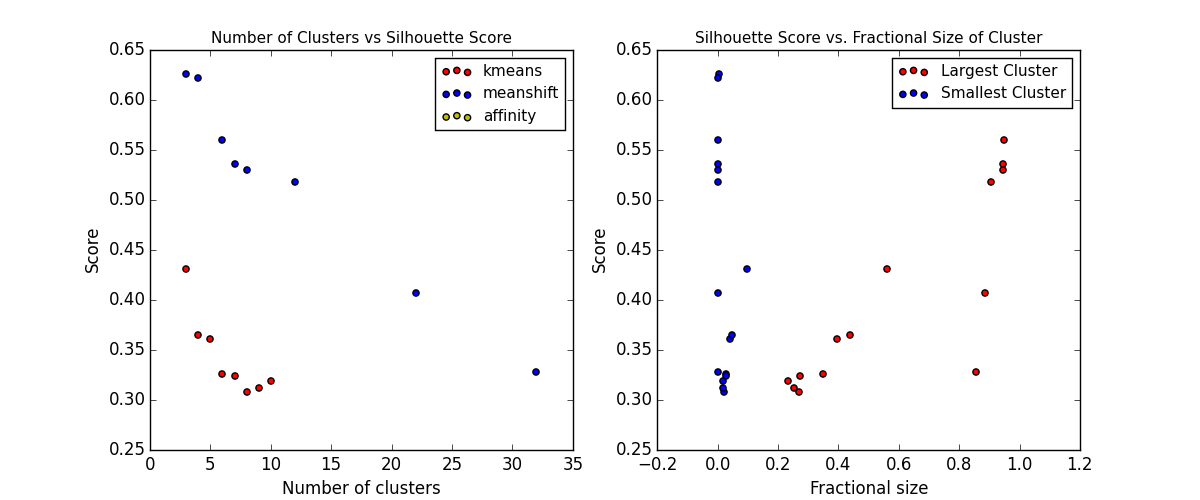 Number of Clusters vs Silhouette Score
0.65
0.60
0.55
0.50
0.45
0.40
0.35
0.30
0.25
Score
kmeans
meanshift
affinity
0 5 10 15 20 25 30 35
Number of clusters
Silhouette Score vs. Fractional Size of Cluster
0.65
0.60
0.55
0.50
0.45
0.40
0.35
0.30
0.25
Score
Largest Cluster
Smallest Cluster
−0.2 0.0 0.2 0.4 0.6 0.8 1.0 1.2
Fractional size